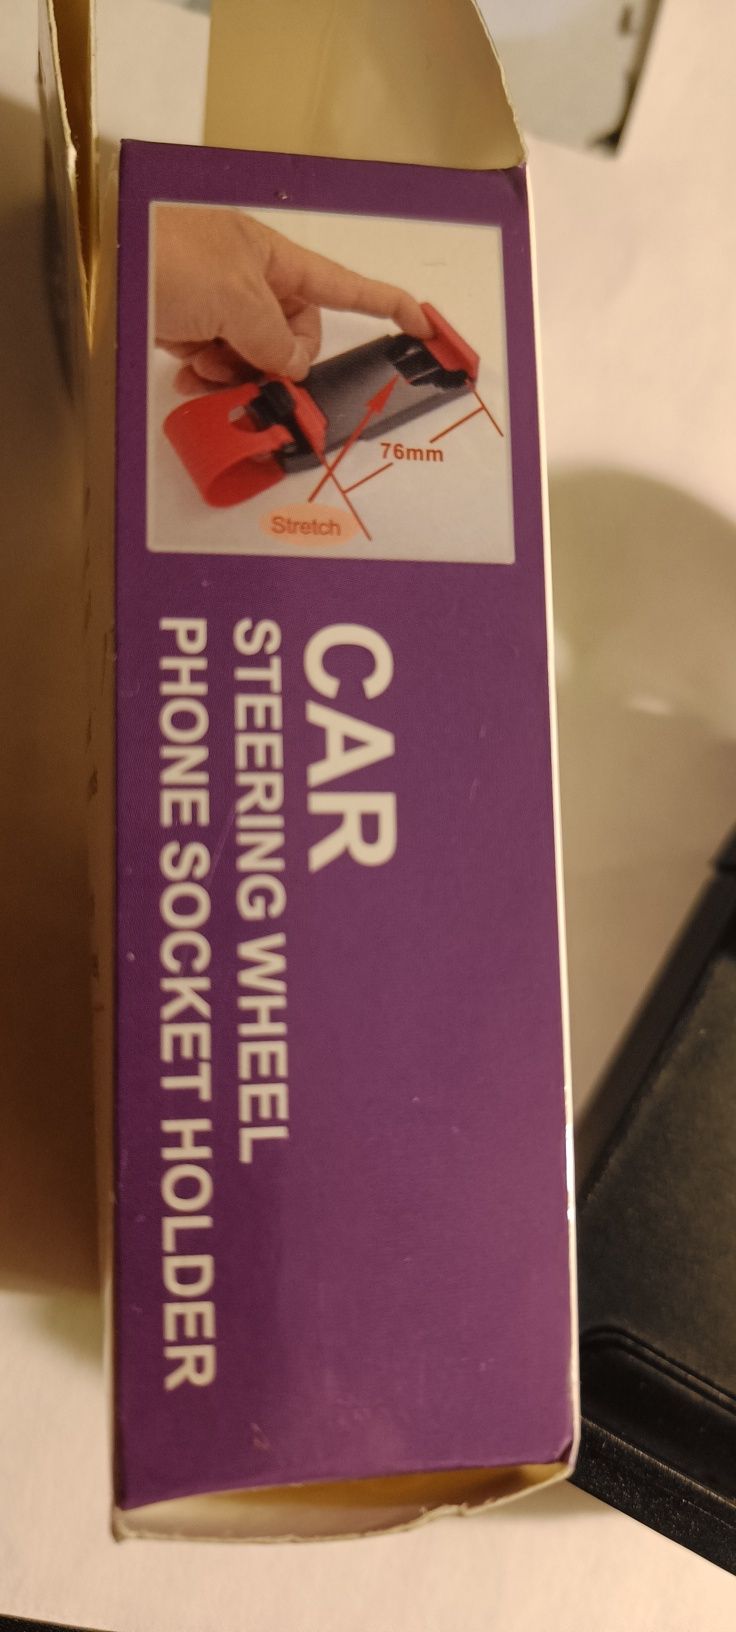 76mm
Stretch
CAR
STEERING WHEEL
PHONE SOCKET HOLDER